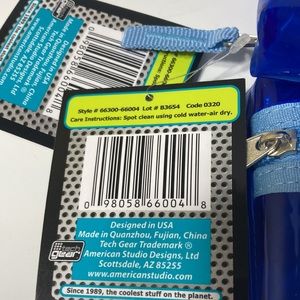 Style # 66300-66004 Lot # B3654 Code 0320
Care Instructions: Spot clean using cold water-air dry.
0 98058 66004 8
Designed in USA
Made in Quanzhou, Fujian, China
Tech Gear Trademark ®
American Studio Designs, Ltd
Scottsdale, AZ 85255
www.americanstudio.com
tech
gear
Since 1989, the coolest stuff on the planet.